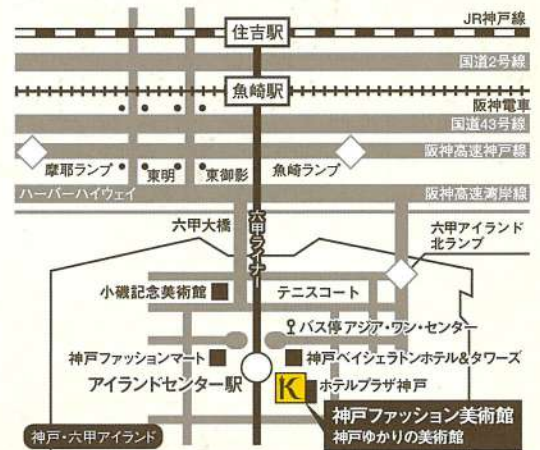 JR神戸線
住吉駅
国道2号線
魚崎駅
阪神電車
国道43号線
阪神高速神戸線
摩耶ランプ
東明
東御影
魚崎ランプ
ハーバーハイウェイ
阪神高速湾岸線
六甲大橋
六甲ライナー
六甲アイランド
北ランプ
小磯記念美術館
テニスコート
バス停アジア・ワン・センター
神戸ファッションマート
神戸ベイシェラトンホテル&タワーズ
アイランドセンター駅
K
ホテルプラザ神戸
神戸ファッション美術館
神戸ゆかりの美術館
神戸・六甲アイランド